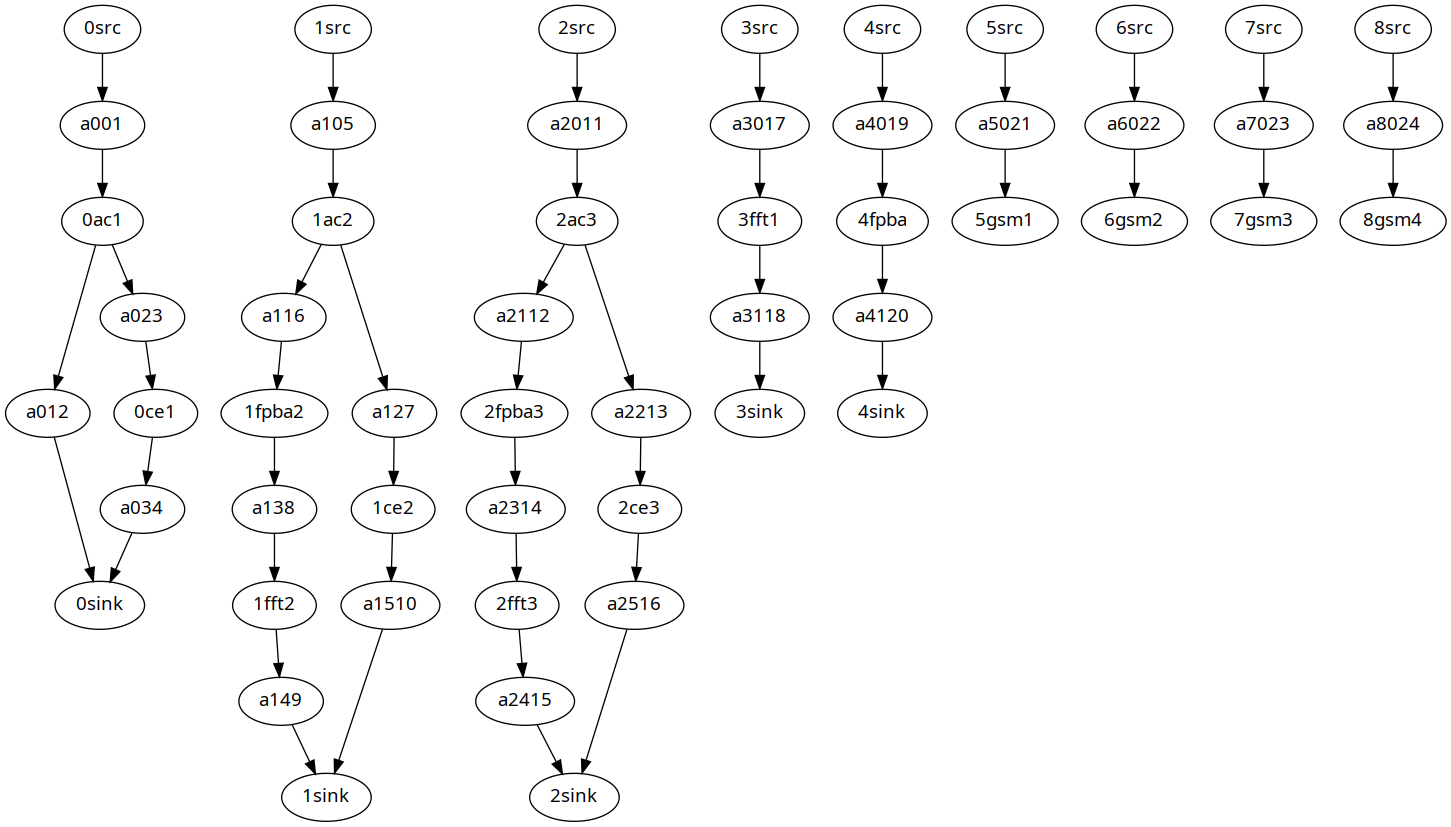 0src 1src 2src 3src 4src 5src 6src 7src 8src
a001 a105 a2011 a3017 a4019 a5021 a6022 a7023 a8024
0ac1 1ac2 2ac3 3fft1 4fpba 5gsm1 6gsm2 7gsm3 8gsm4
a023 a116 a2112 a3118 a4120
a012 0ce1 1fpba2 a127 2fpba3 a2213 3sink 4sink
a034 a138 1ce2 a2314 2ce3
0sink 1fft2 a1510 2fft3 a2516
a149 a2415
1sink 2sink